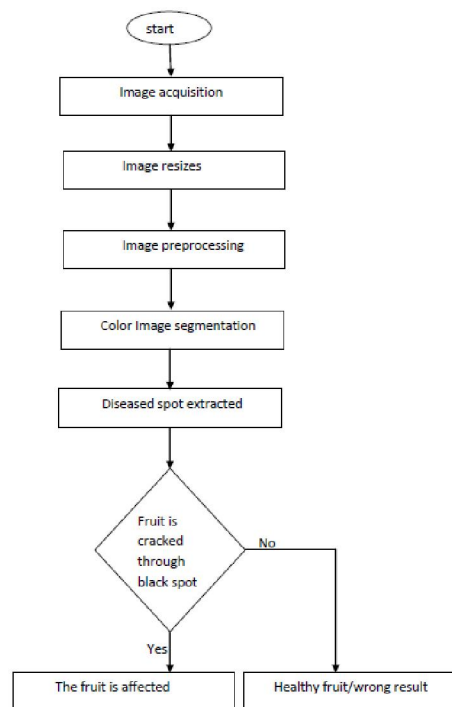 start
Image acquisition
Image resizes
Image preprocessing
Color Image segmentation
Diseased spot extracted
Fruit is
cracked
through
black spot
No
Yes
The fruit is affected
Healthy fruit/wrong result